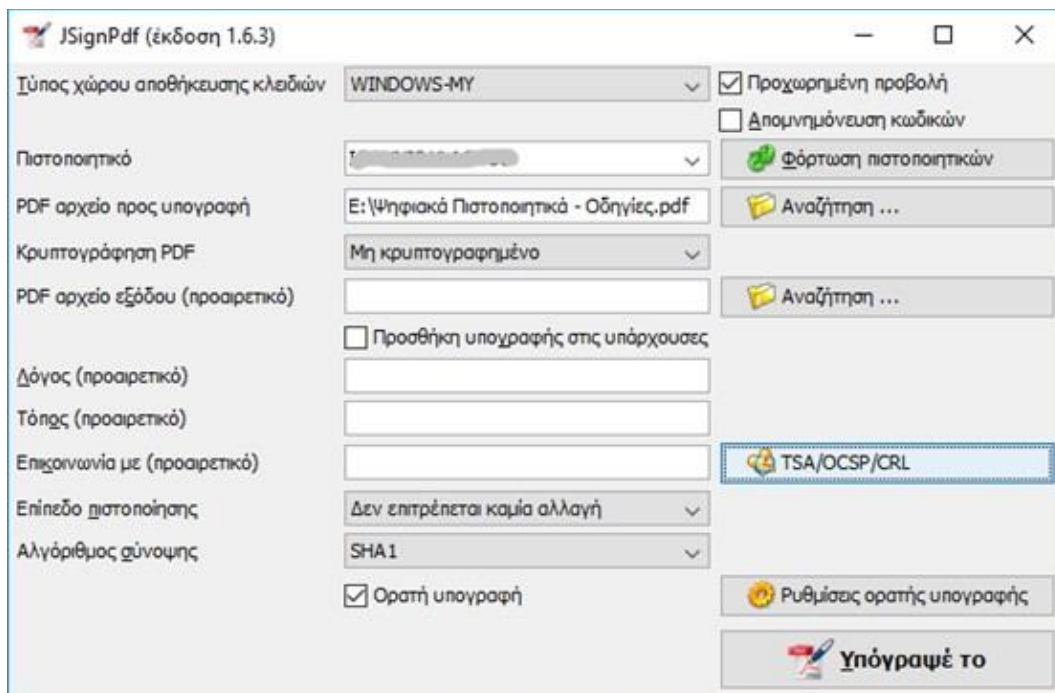 JSignPdf (έκδοση 1.6.3)
Τύπος χώρου αποθήκευσης κλειδιών WINDOWS-MY Προχωρημένη προβολή
Απομνημόνευση κωδικών
Πιστοποιητικό Φόρτωση πιστοποιητικών
PDF αρχείο προς υπογραφή E:\Ψηφιακά Πιστοποιητικά - Οδηγίες.pdf Αναζήτηση ...
Κρυπτογράφηση PDF Μη κρυπτογραφημένο
PDF αρχείο εξόδου (προαιρετικό) Αναζήτηση ...
Προσθήκη υπογραφής στις υπάρχουσες
Λόγος (προαιρετικό)
Τόπος (προαιρετικό)
Επικοινωνία με (προαιρετικό) TSA/OCSP/CRL
Επίπεδο πιστοποίησης Δεν επιτρέπεται καμία αλλαγή
Αλγόριθμος σύνοψης SHA1
Ορατή υπογραφή Ρυθμίσεις ορατής υπογραφής
Υπόγραψέ το